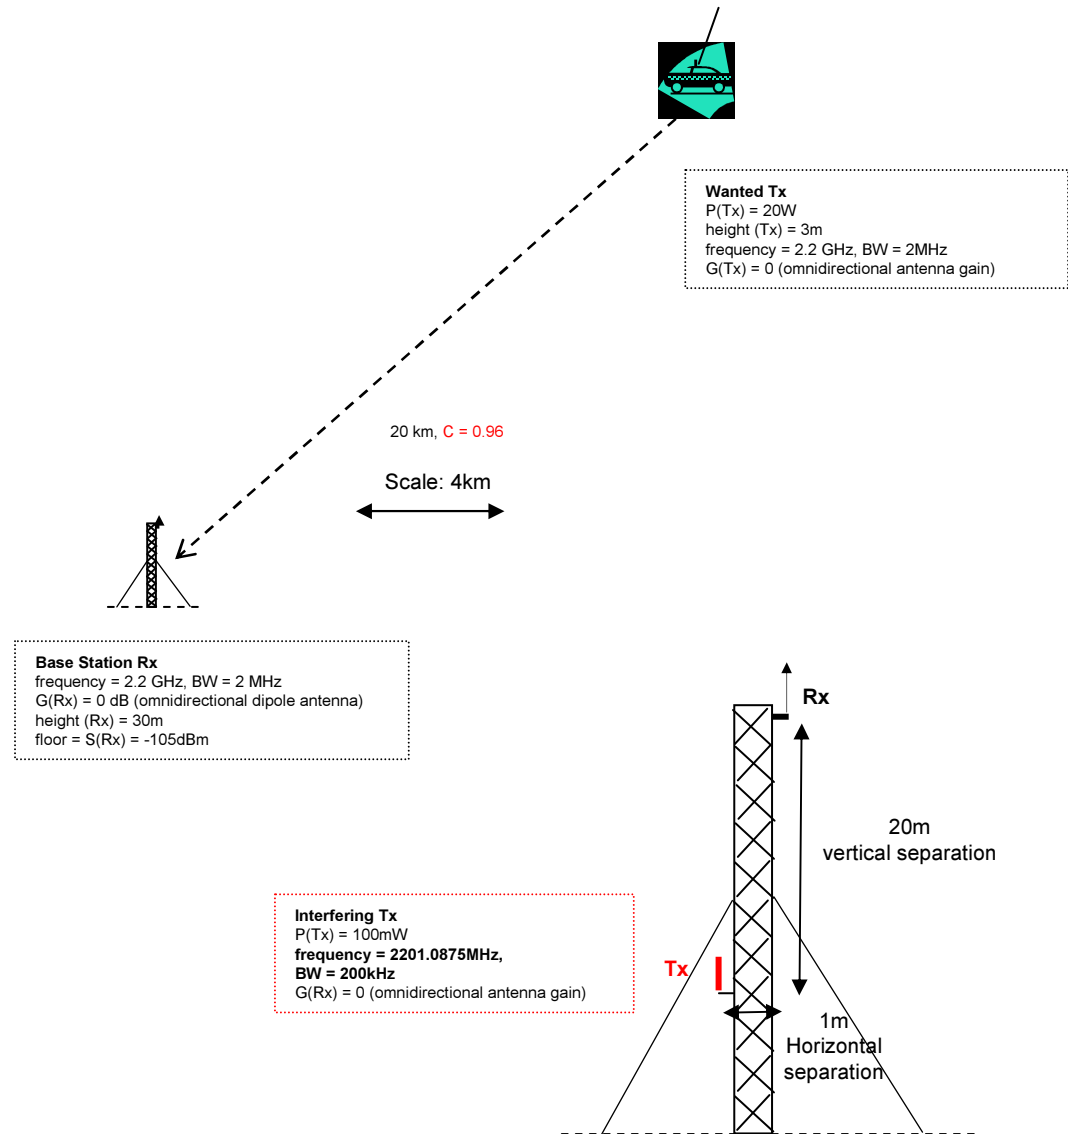 Wanted Tx
P(Tx) = 20W
height (Tx) = 3m
frequency = 2.2 GHz, BW = 2MHz
G(Tx) = 0 (omnidirectional antenna gain)
20 km, C = 0.96
Scale: 4km
Base Station Rx
frequency = 2.2 GHz, BW = 2 MHz
G(Rx) = 0 dB (omnidirectional dipole antenna)
height (Rx) = 30m
floor = S(Rx) = -105dBm
Rx
20m
vertical separation
Interfering Tx
P(Tx) = 100mW
frequency = 2201.0875MHz,
BW = 200kHz
G(Rx) = 0 (omnidirectional antenna gain)
Tx
1m
Horizontal
separation